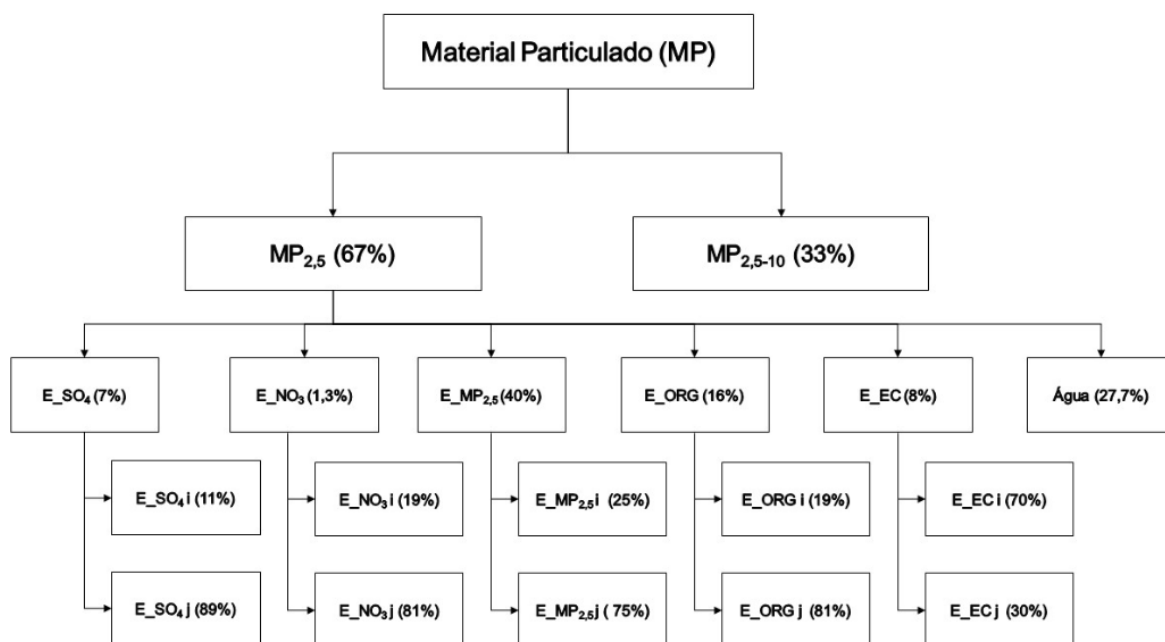 Material Particulado (MP)
MP2,5 (67%)
MP2,5-10 (33%)
E_SO4 (7%)
E_NO3 (1,3%)
E_MP2,5 (40%)
E_ORG (16%)
E_EC (8%)
Água (27,7%)
E_SO4 i (11%)
E_NO3 i (19%)
E_MP2,5 i (25%)
E_ORG i (19%)
E_EC i (70%)
E_SO4 j (89%)
E_NO3 j (81%)
E_MP2,5 j ( 75%)
E_ORG j (81%)
E_EC j (30%)